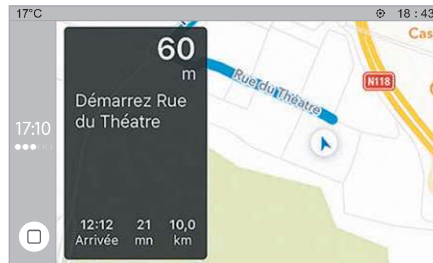 17°C
18 : 43
60
m
Démarrez Rue
du Théatre
17:10
12:12 21 10,0
Arrivée mn km
Rue du Théatre
N118
Cas